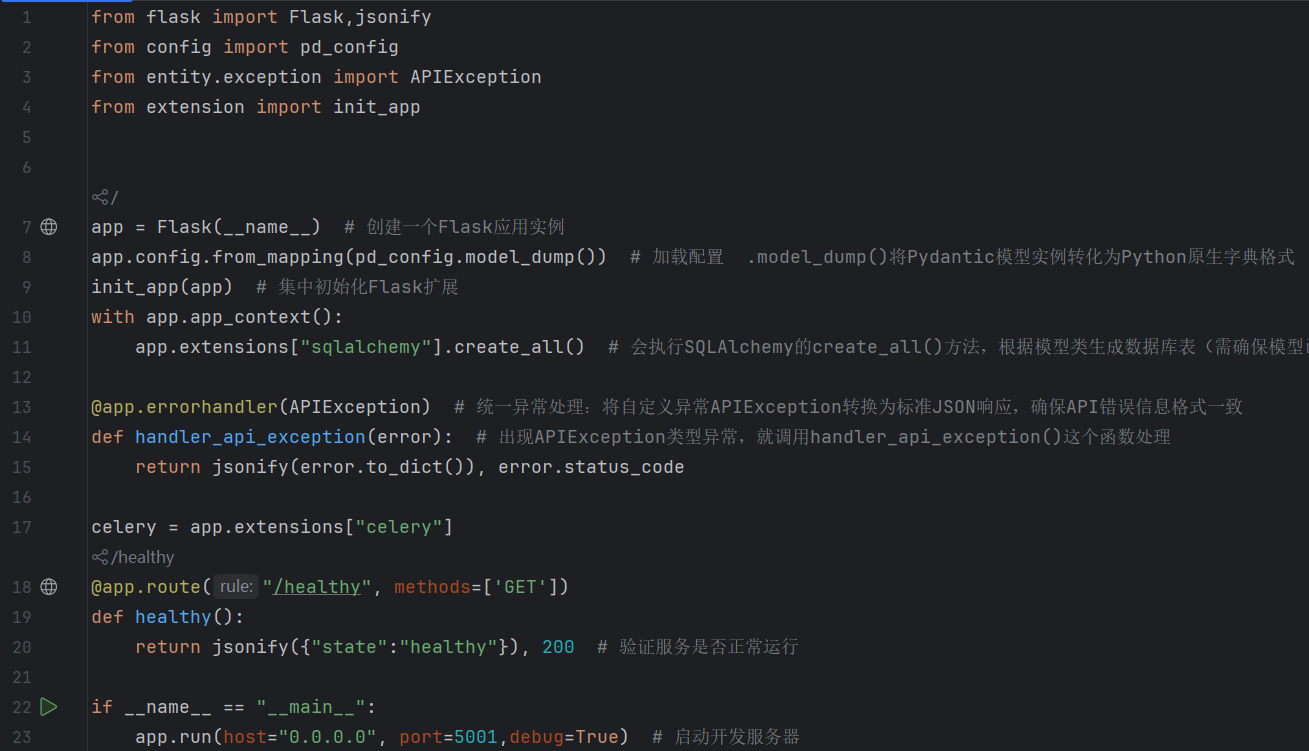 1 from flask import Flask,jsonify
2 from config import pd_config
3 from entity.exception import APIException
4 from extension import init_app
5
6
/
7 app = Flask(__name__)  # 创建一个Flask应用实例
8 app.config.from_mapping(pd_config.model_dump())  # 加载配置  .model_dump()将Pydantic模型实例转化为Python原生字典格式
9 init_app(app)  # 集中初始化Flask扩展
10 with app.app_context():
11     app.extensions["sqlalchemy"].create_all()  # 会执行SQLAlchemy的create_all()方法，根据模型类生成数据库表（需确保模型
12
13 @app.errorhandler(APIException)  # 统一异常处理：将自定义异常APIException转换为标准JSON响应，确保API错误信息格式一致
14 def handler_api_exception(error):  # 出现APIException类型异常，就调用handler_api_exception()这个函数处理
15     return jsonify(error.to_dict()), error.status_code
16
17 celery = app.extensions["celery"]
/healthy
18 @app.route( rule: "/healthy", methods=['GET'])
19 def healthy():
20     return jsonify({"state":"healthy"}), 200  # 验证服务是否正常运行
21
22 if __name__ == "__main__":
23     app.run(host="0.0.0.0", port=5001,debug=True)  # 启动开发服务器